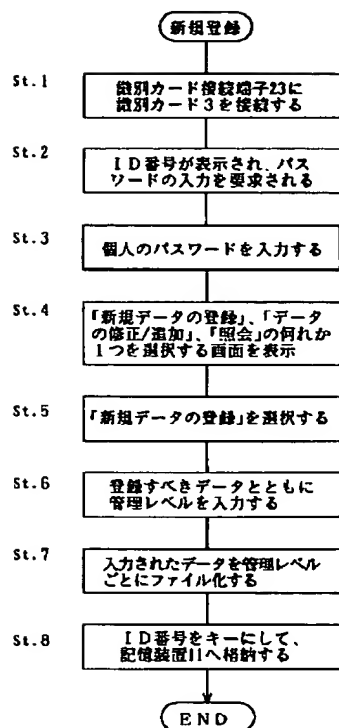 新規登録
St.1
識別カード接続端子23に
識別カード3を接続する
St.2
ID番号が表示され、パス
ワードの入力を要求される
St.3
個人のパスワードを入力する
St.4
「新規データの登録」、「データ
の修正/追加」、「照会」の何れか
1つを選択する画面を表示
St.5
「新規データの登録」を選択する
St.6
登録すべきデータとともに
管理レベルを入力する
St.7
入力されたデータを管理レベル
ごとにファイル化する
St.8
ID番号をキーにして、
記憶装置11へ格納する
END